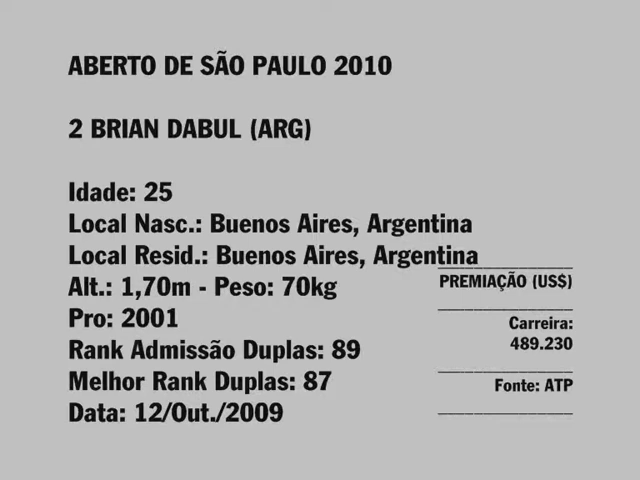 ABERTO DE SÃO PAULO 2010
2 BRIAN DABUL (ARG)
Idade: 25
Local Nasc.: Buenos Aires, Argentina
Local Resid.: Buenos Aires, Argentina
Alt.: 1,70m - Peso: 70kg
Pro: 2001
Rank Admissão Duplas: 89
Melhor Rank Duplas: 87
Data: 12/Out./2009
PREMIAÇÃO (US$)
Carreira:
489.230
Fonte: ATP